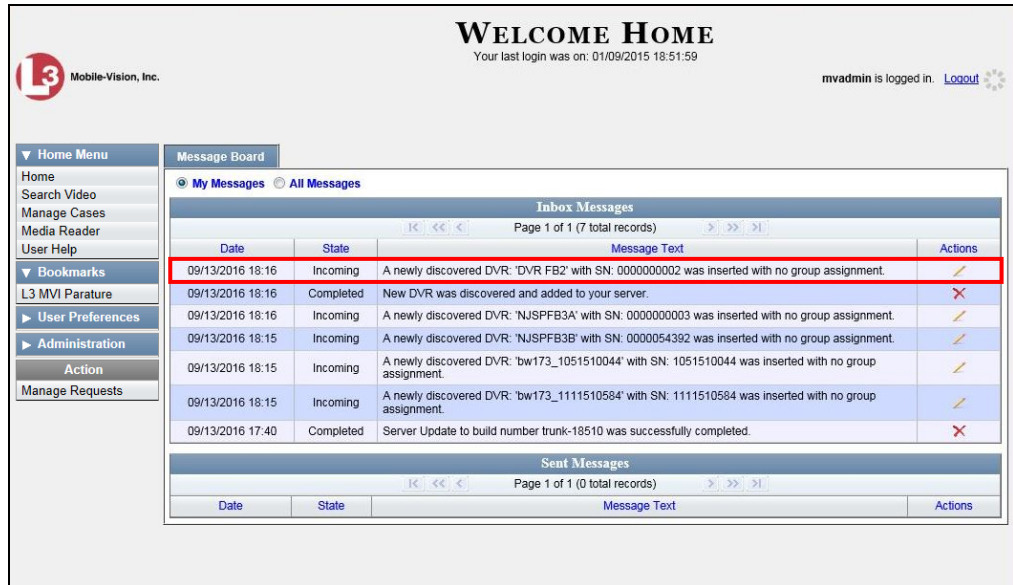 WELCOME HOME
Your last login was on: 01/09/2015 18:51:59
L3 Mobile-Vision, Inc.
mvadmin is logged in. Logout
▼ Home Menu
Home
Search Video
Manage Cases
Media Reader
User Help
▼ Bookmarks
L3 MVI Parature
▶ User Preferences
▶ Administration
Action
Manage Requests
Message Board
My Messages All Messages
Inbox Messages
|< << < Page 1 of 1 (7 total records) > >> >|
Date State Message Text Actions
09/13/2016 18:16 Incoming A newly discovered DVR: 'DVR FB2' with SN: 0000000002 was inserted with no group assignment.
09/13/2016 18:16 Completed New DVR was discovered and added to your server.
09/13/2016 18:16 Incoming A newly discovered DVR: 'NJSPFB3A' with SN: 0000000003 was inserted with no group assignment.
09/13/2016 18:15 Incoming A newly discovered DVR: 'NJSPFB3B' with SN: 0000054392 was inserted with no group assignment.
09/13/2016 18:15 Incoming A newly discovered DVR: 'bw173_1051510044' with SN: 1051510044 was inserted with no group
assignment.
09/13/2016 18:15 Incoming A newly discovered DVR: 'bw173_1111510584' with SN: 1111510584 was inserted with no group
assignment.
09/13/2016 17:40 Completed Server Update to build number trunk-18510 was successfully completed.
Sent Messages
|< << < Page 1 of 1 (0 total records) > >> >|
Date State Message Text Actions